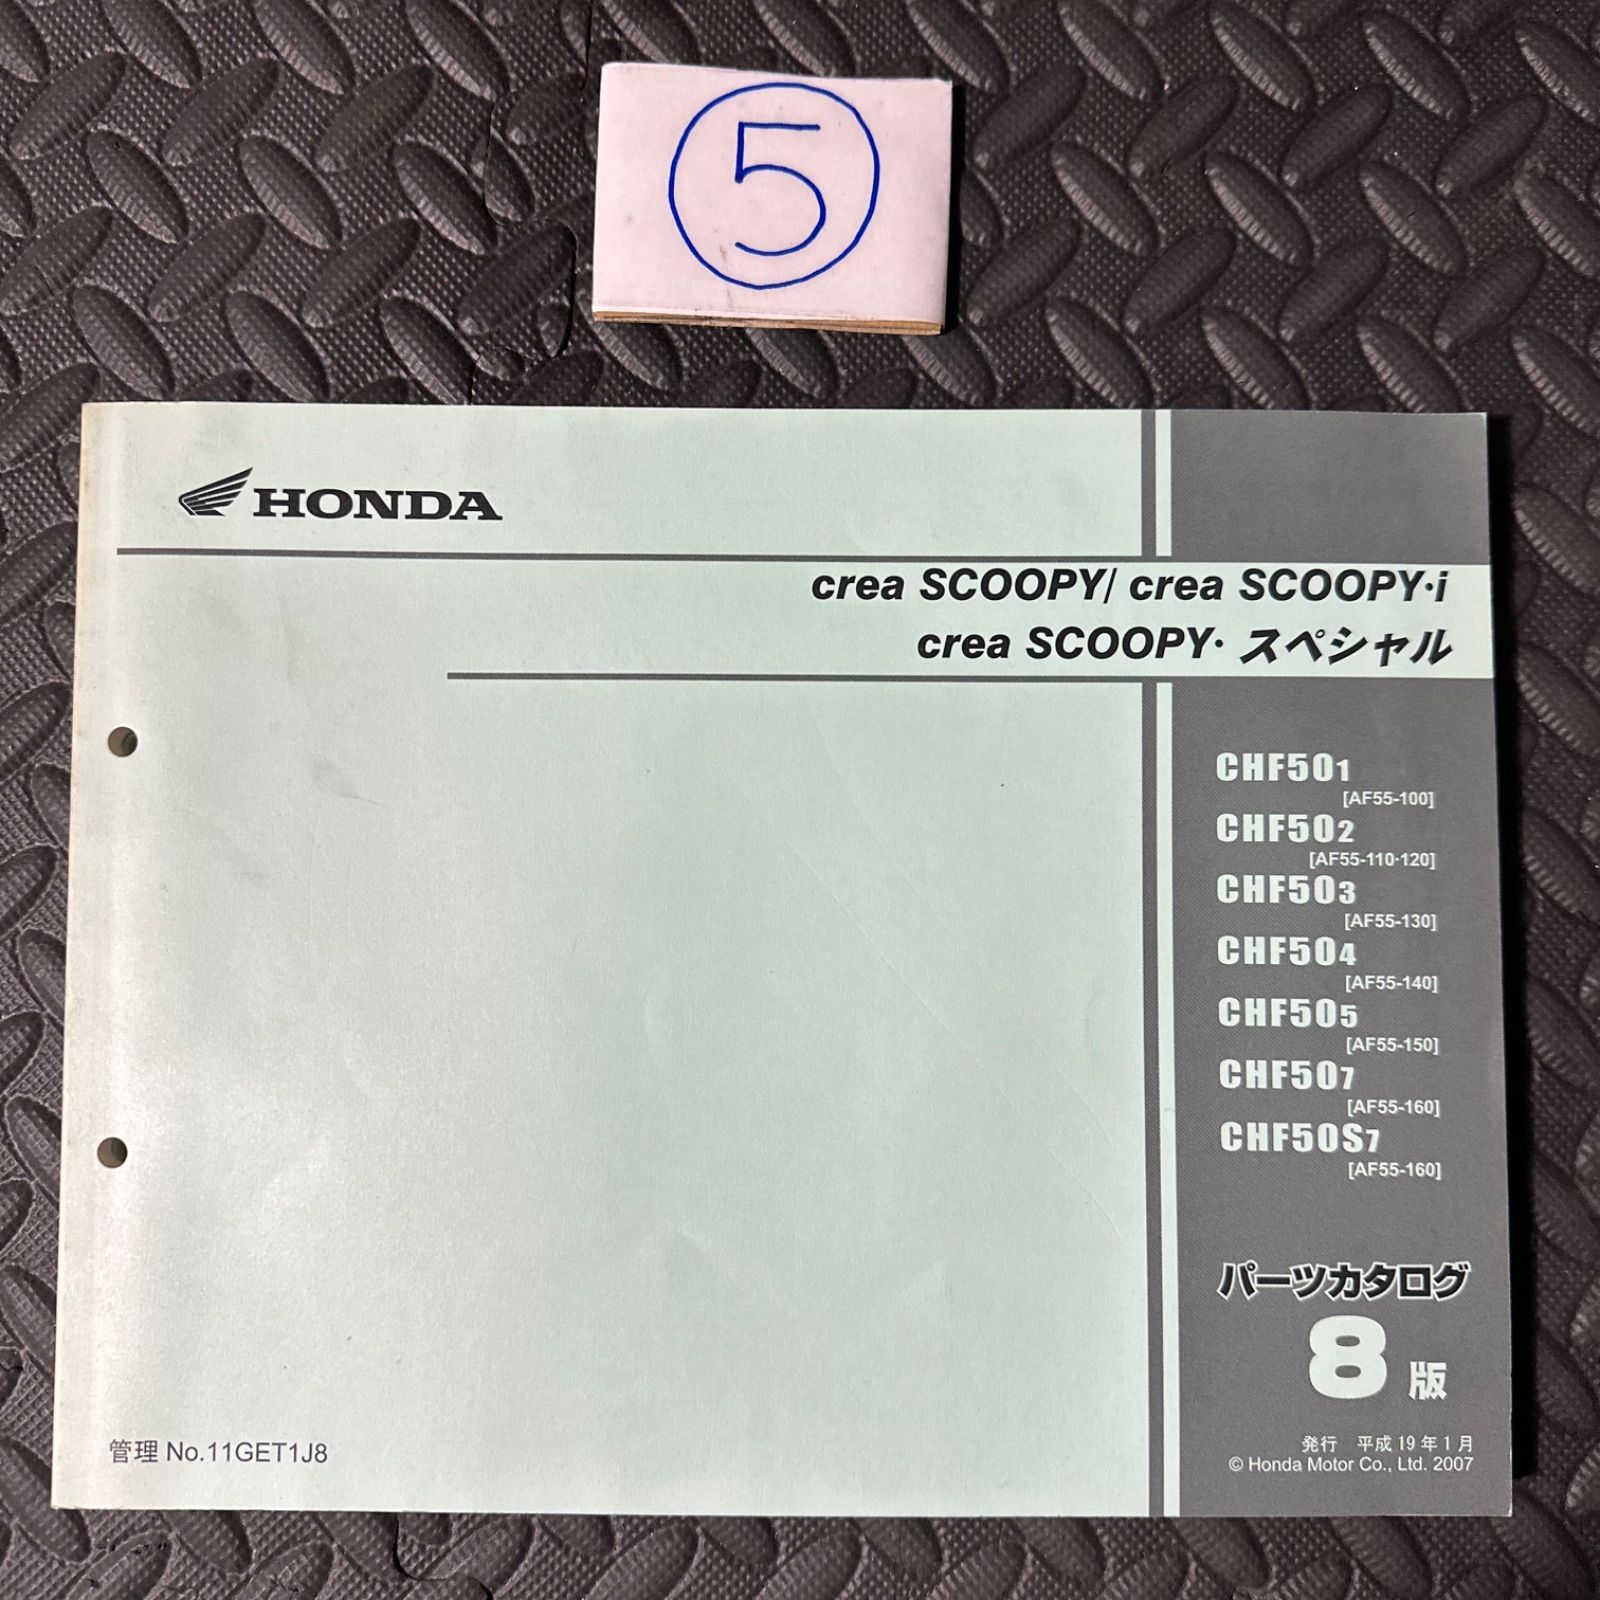 5
HONDA
crea SCOOPY/ crea SCOOPY·i
crea SCOOPY· スペシャル
CHF501
[AF55-100]
CHF502
[AF55-110·120]
CHF503
[AF55-130]
CHF504
[AF55-140]
CHF505
[AF55-150]
CHF507
[AF55-160]
CHF50S7
[AF55-160]
パーツカタログ
8 版
管理 No.11GET1J8
発行 平成19年1月
© Honda Motor Co., Ltd. 2007